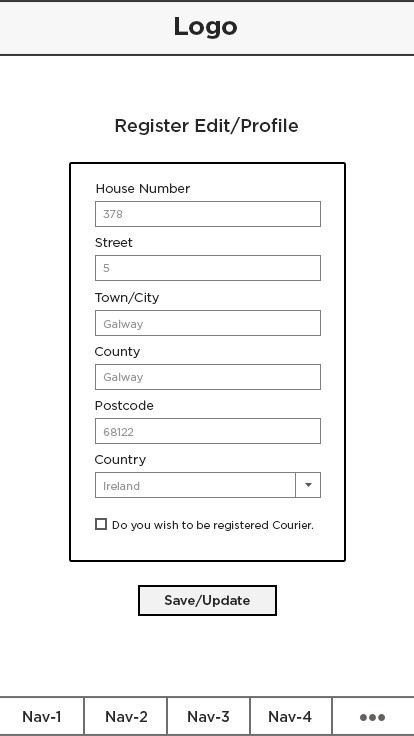 Logo
Register Edit/Profile
House Number
378
Street
5
Town/City
Galway
County
Galway
Postcode
68122
Country
Ireland
Do you wish to be registered Courier.
Save/Update
Nav-1 Nav-2 Nav-3 Nav-4